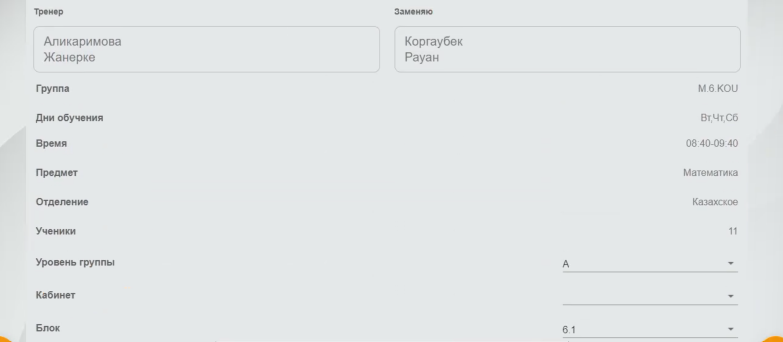 Тренер Заменяю
Аликаримова Коргаубек
Жанерке Рауан
Группа M.6.KOU
Дни обучения Вт,Чт,Сб
Время 08:40-09:40
Предмет Математика
Отделение Казахское
Ученики 11
Уровень группы A
Кабинет
Блок 6.1